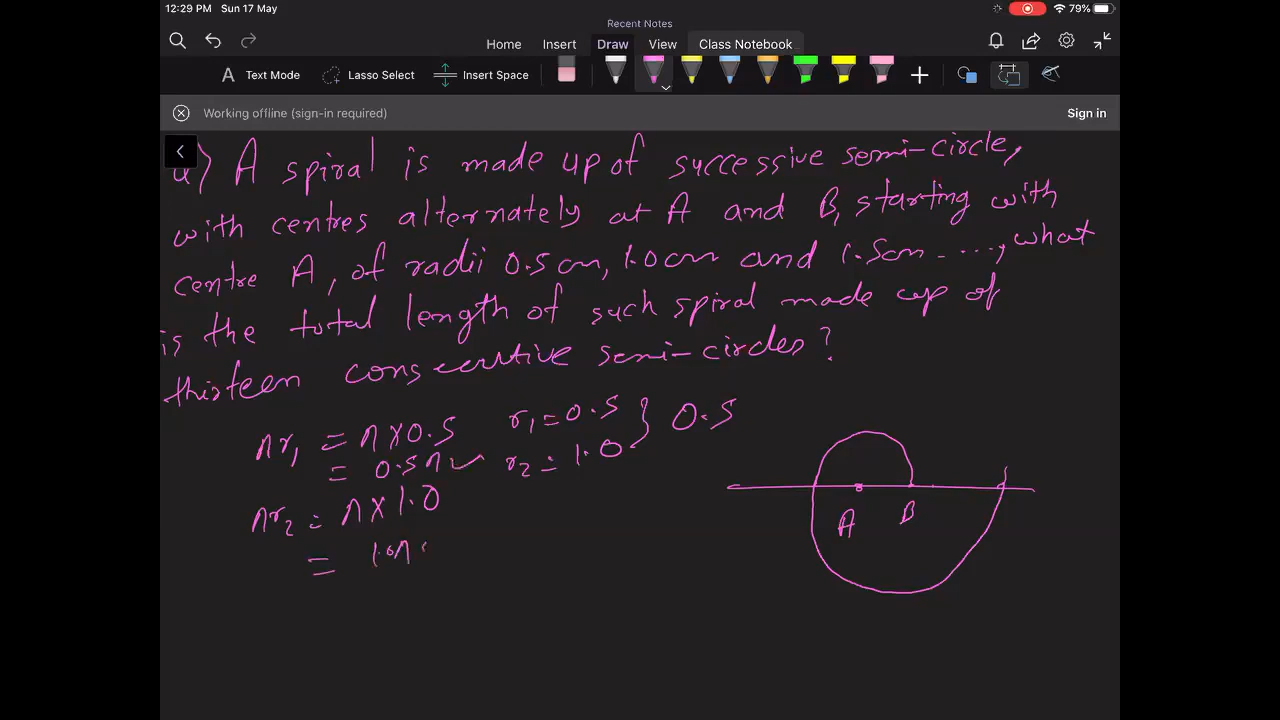 12:29 PM Sun 17 May
79%
Recent Notes
Home Insert Draw View Class Notebook
Text Mode Lasso Select Insert Space
Working offline (sign-in required) Sign in
A spiral is made up of successive semi-circle,
with centres alternately at A and B, starting with
centre A, of radii 0.5cm, 1.0cm and 1.5cm ...., what
is the total length of such spiral made up of
thirteen consecutive semi-circles?
πr₁ = π×0.5 r₁=0.5 } 0.5
= 0.5π ✓ r₂=1.0
πr₂ = π×1.0
= 1.0π
A B